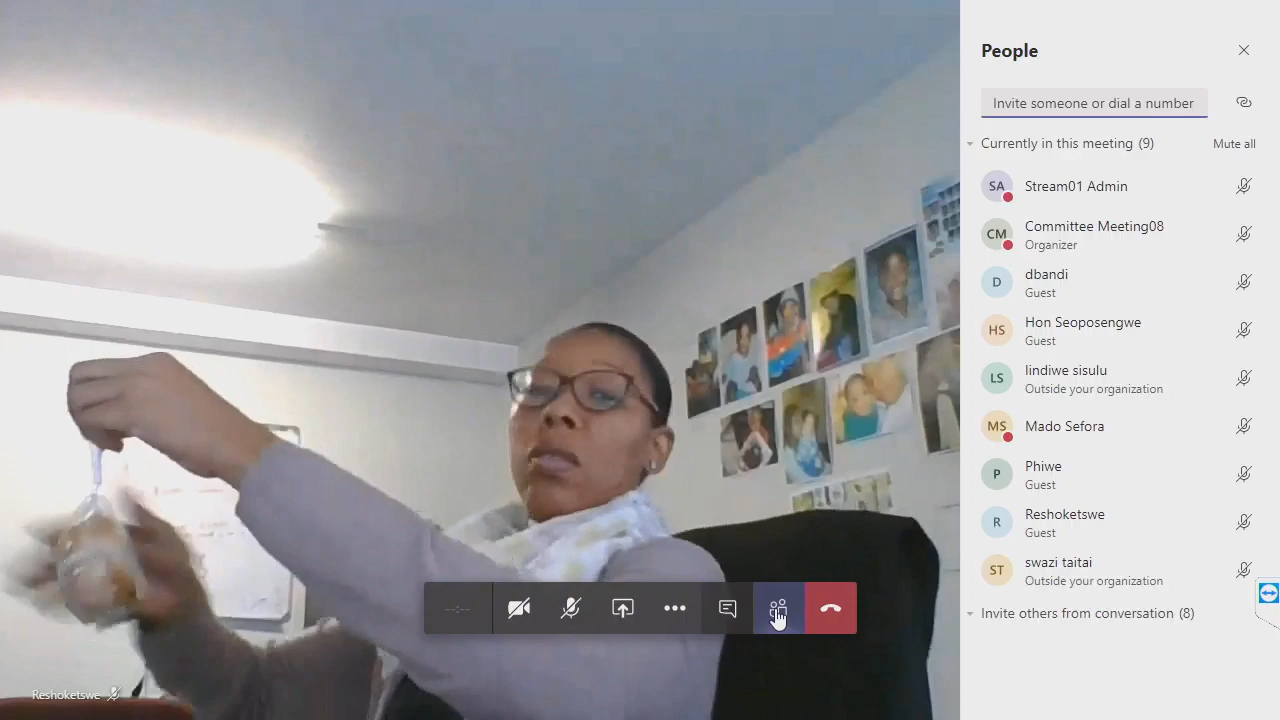 People
Invite someone or dial a number
Currently in this meeting (9)
Mute all
SA
Stream01 Admin
CM
Committee Meeting08
Organizer
D
dbandi
Guest
HS
Hon Seoposengwe
Guest
LS
lindiwe sisulu
Outside your organization
MS
Mado Sefora
P
Phiwe
Guest
R
Reshoketswe
Guest
ST
swazi taitai
Outside your organization
Invite others from conversation (8)
--:--
Reshoketswe